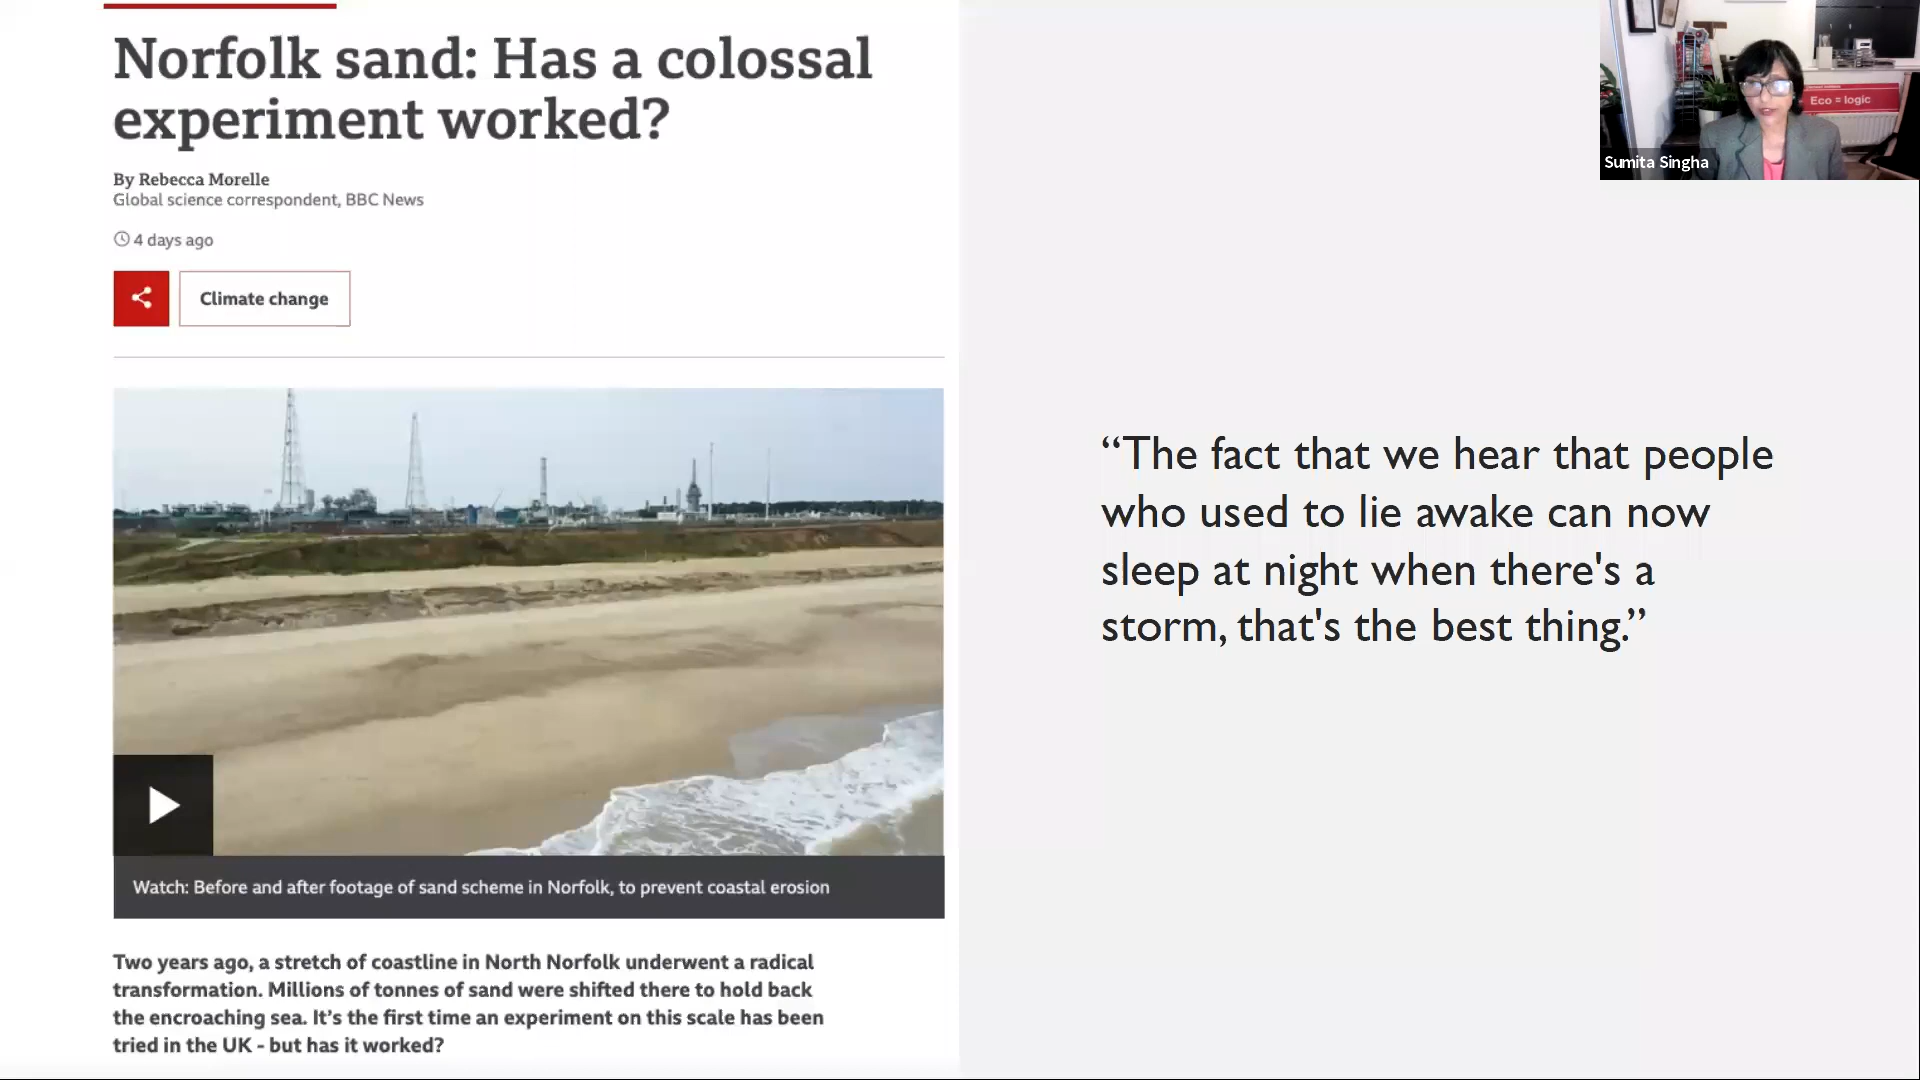 Norfolk sand: Has a colossal
experiment worked?
By Rebecca Morelle
Global science correspondent, BBC News
4 days ago
Climate change
Watch: Before and after footage of sand scheme in Norfolk, to prevent coastal erosion
Two years ago, a stretch of coastline in North Norfolk underwent a radical
transformation. Millions of tonnes of sand were shifted there to hold back
the encroaching sea. It’s the first time an experiment on this scale has been
tried in the UK - but has it worked?
“The fact that we hear that people
who used to lie awake can now
sleep at night when there's a
storm, that's the best thing.”
Eco = logic
Sumita Singha